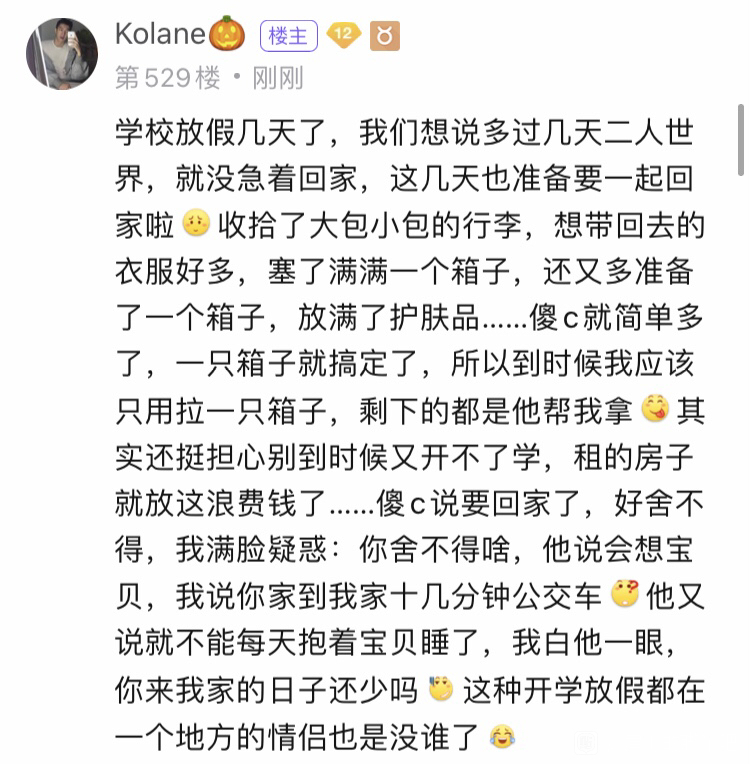 Kolane🎃 楼主 12
第529楼 • 刚刚
学校放假几天了，我们想说多过几天二人世
界，就没急着回家，这几天也准备要一起回
家啦 收拾了大包小包的行李，想带回去的
衣服好多，塞了满满一个箱子，还又多准备
了一个箱子，放满了护肤品......傻c就简单多
了，一只箱子就搞定了，所以到时候我应该
只用拉一只箱子，剩下的都是他帮我拿 其
实还挺担心别到时候又开不了学，租的房子
就放这浪费钱了......傻c说要回家了，好舍不
得，我满脸疑惑：你舍不得啥，他说会想宝
贝，我说你家到我家十几分钟公交车 他又
说就不能每天抱着宝贝睡了，我白他一眼，
你来我家的日子还少吗 这种开学放假都在
一个地方的情侣也是没谁了